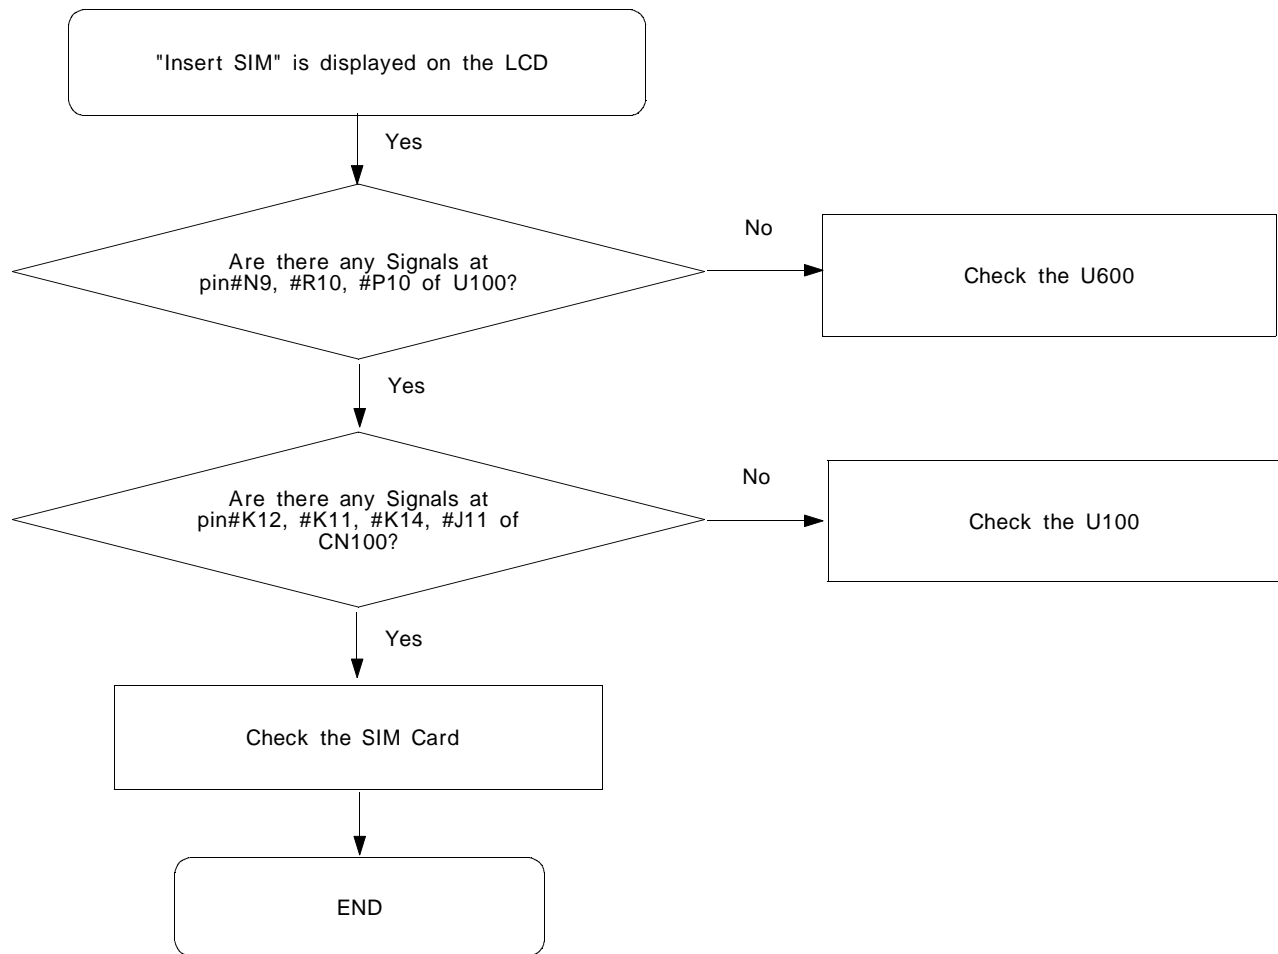 "Insert SIM" is displayed on the LCD
Yes
Are there any Signals at
pin#N9, #R10, #P10 of U100?
No
Check the U600
Yes
Are there any Signals at
pin#K12, #K11, #K14, #J11 of
CN100?
No
Check the U100
Yes
Check the SIM Card
END